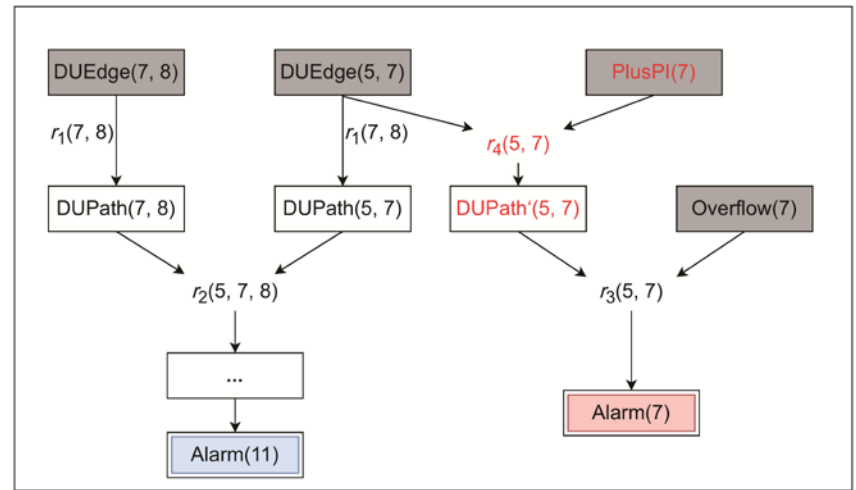 DUEdge(7, 8)
DUEdge(5, 7)
PlusPI(7)
r1(7, 8)
r1(7, 8)
r4(5, 7)
DUPath(7, 8)
DUPath(5, 7)
DUPath‘(5, 7)
Overflow(7)
r2(5, 7, 8)
r3(5, 7)
...
Alarm(7)
Alarm(11)